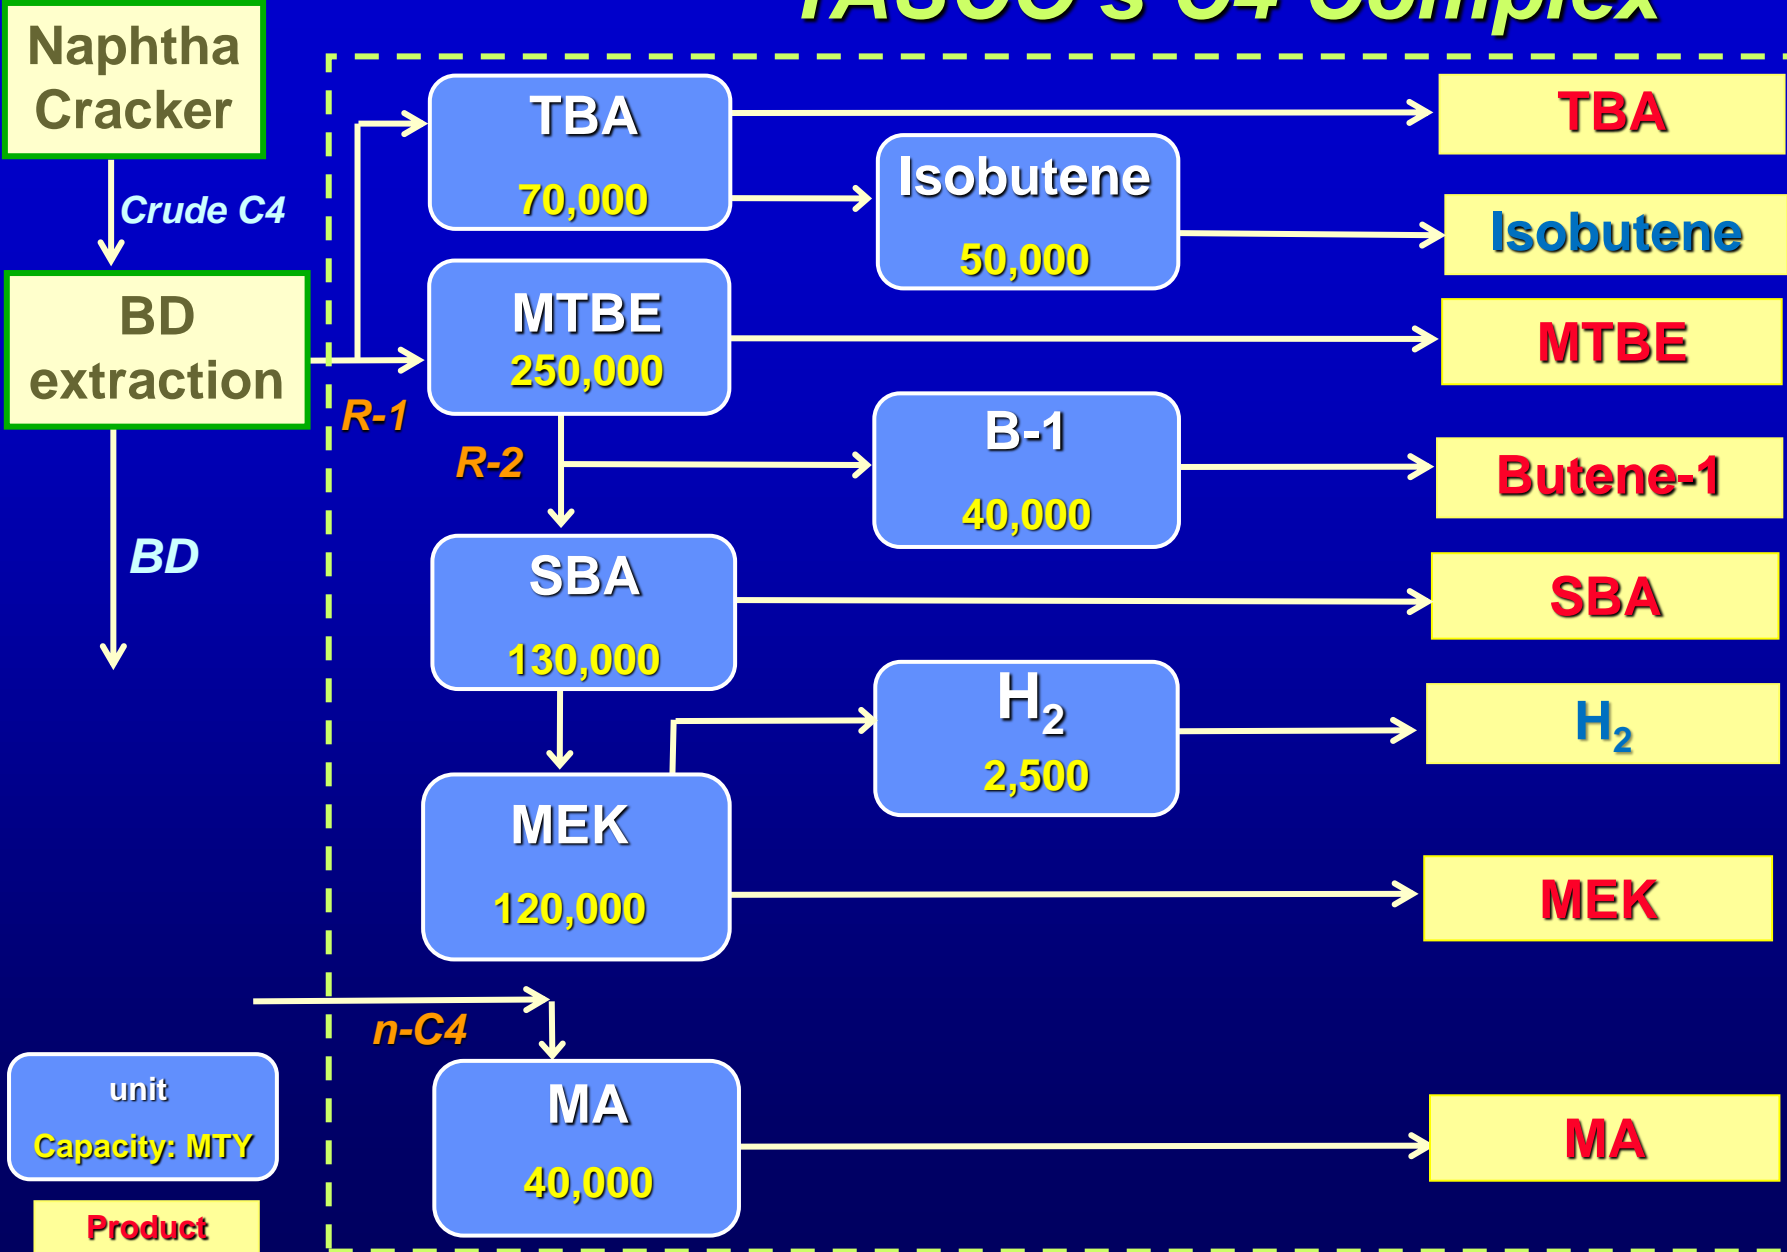 C4 Complex
Naphtha
Cracker
Crude C4
BD
extraction
BD
R-1
R-2
n-C4
TBA
70,000
Isobutene
50,000
MTBE
250,000
B-1
40,000
SBA
130,000
H₂
2,500
MEK
120,000
MA
40,000
TBA
Isobutene
MTBE
Butene-1
SBA
H₂
MEK
MA
unit
Capacity: MTY
Product